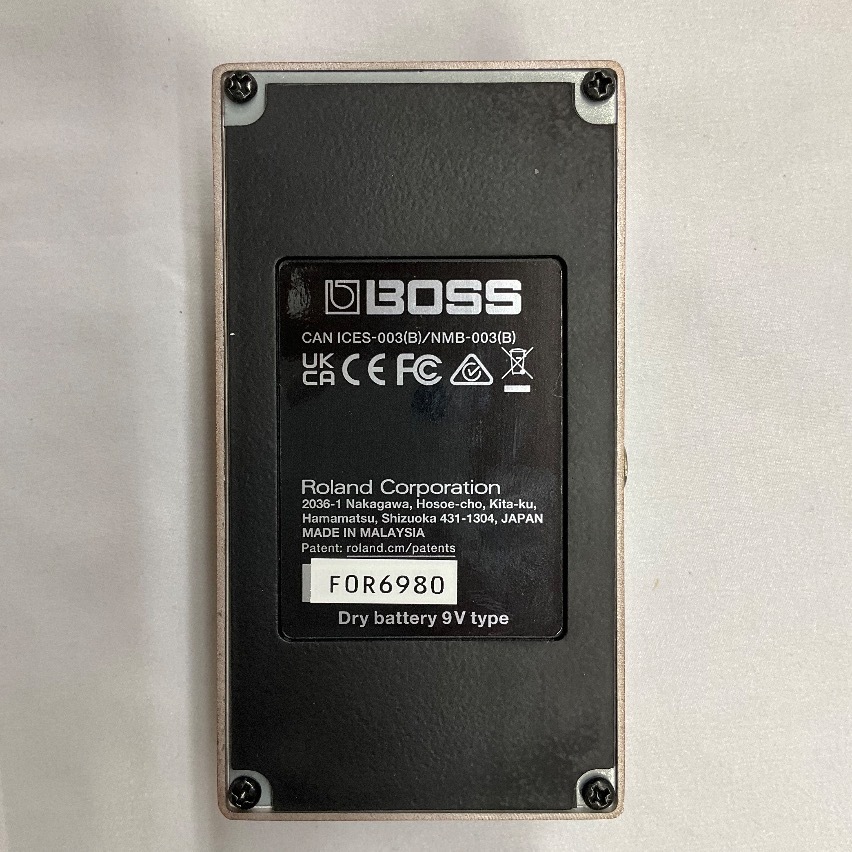 BOSS
CAN ICES-003(B)/NMB-003(B)
UK
CA CE FC
Roland Corporation
2036-1 Nakagawa, Hosoe-cho, Kita-ku,
Hamamatsu, Shizuoka 431-1304, JAPAN
MADE IN MALAYSIA
Patent: roland.cm/patents
F0R6980
Dry battery 9V type